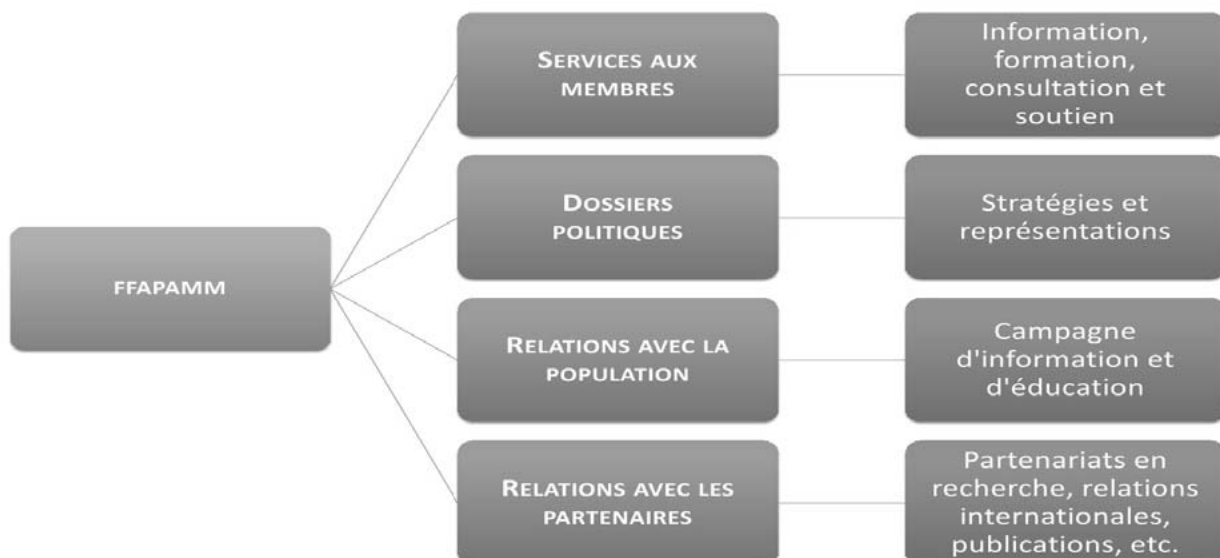 SERVICES AUX
MEMBRES
Information,
formation,
consultation et
soutien
DOSSIERS
POLITIQUES
Stratégies et
représentations
FFAPAMM
RELATIONS AVEC LA
POPULATION
Campagne
d'information et
d'éducation
RELATIONS AVEC LES
PARTENAIRES
Partenariats en
recherche, relations
internationales,
publications, etc.